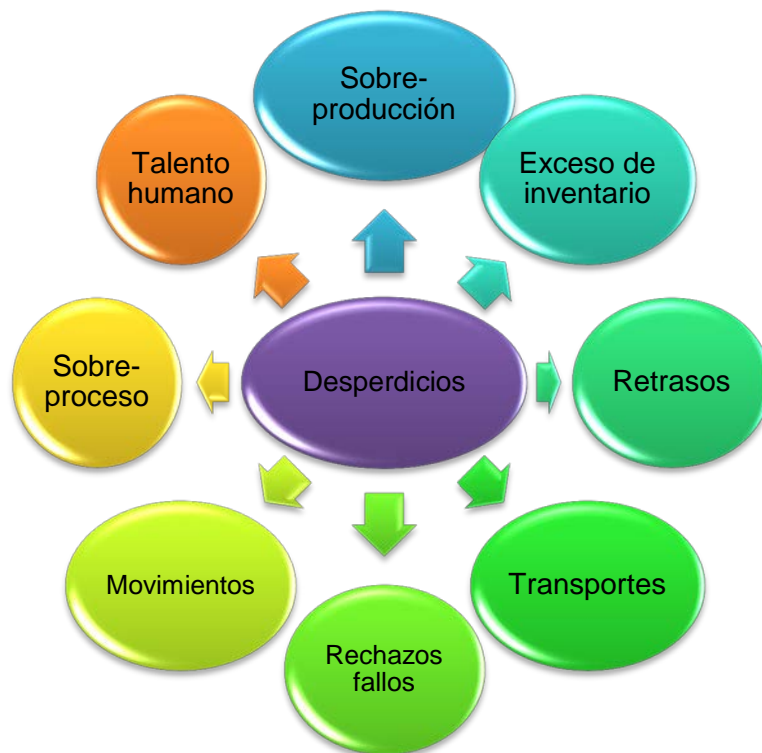 Sobre-
producción
Exceso de
inventario
Retrasos
Transportes
Rechazos
fallos
Movimientos
Sobre-
proceso
Talento
humano
Desperdicios